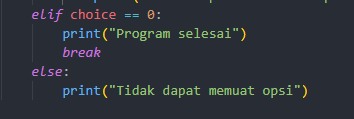 elif choice == 0:
    print("Program selesai")
    break
else:
    print("Tidak dapat memuat opsi")